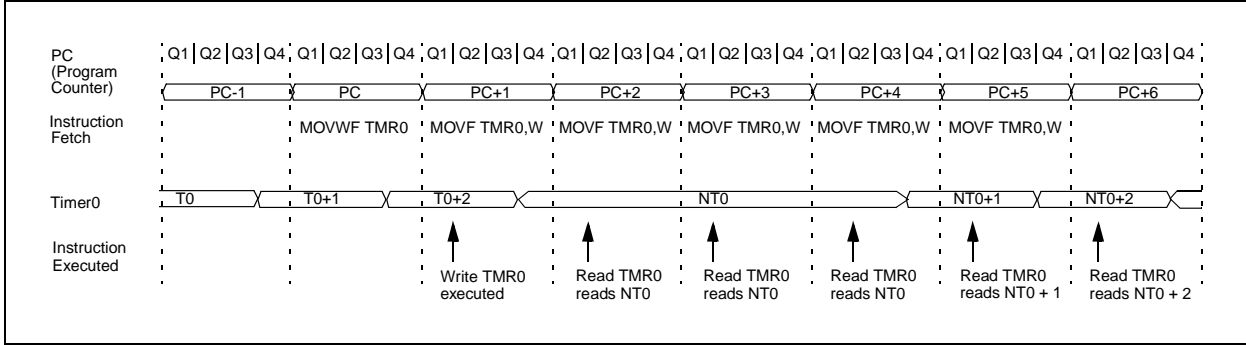 PC
(Program
Counter)
Q1 Q2 Q3 Q4 Q1 Q2 Q3 Q4 Q1 Q2 Q3 Q4 Q1 Q2 Q3 Q4 Q1 Q2 Q3 Q4 Q1 Q2 Q3 Q4 Q1 Q2 Q3 Q4 Q1 Q2 Q3 Q4
PC-1 PC PC+1 PC+2 PC+3 PC+4 PC+5 PC+6
Instruction
Fetch
MOVWF TMR0 MOVF TMR0,W MOVF TMR0,W MOVF TMR0,W MOVF TMR0,W MOVF TMR0,W
Timer0
T0 T0+1 T0+2 NT0 NT0+1 NT0+2
Instruction
Executed
Write TMR0
executed
Read TMR0
reads NT0
Read TMR0
reads NT0
Read TMR0
reads NT0
Read TMR0
reads NT0 + 1
Read TMR0
reads NT0 + 2